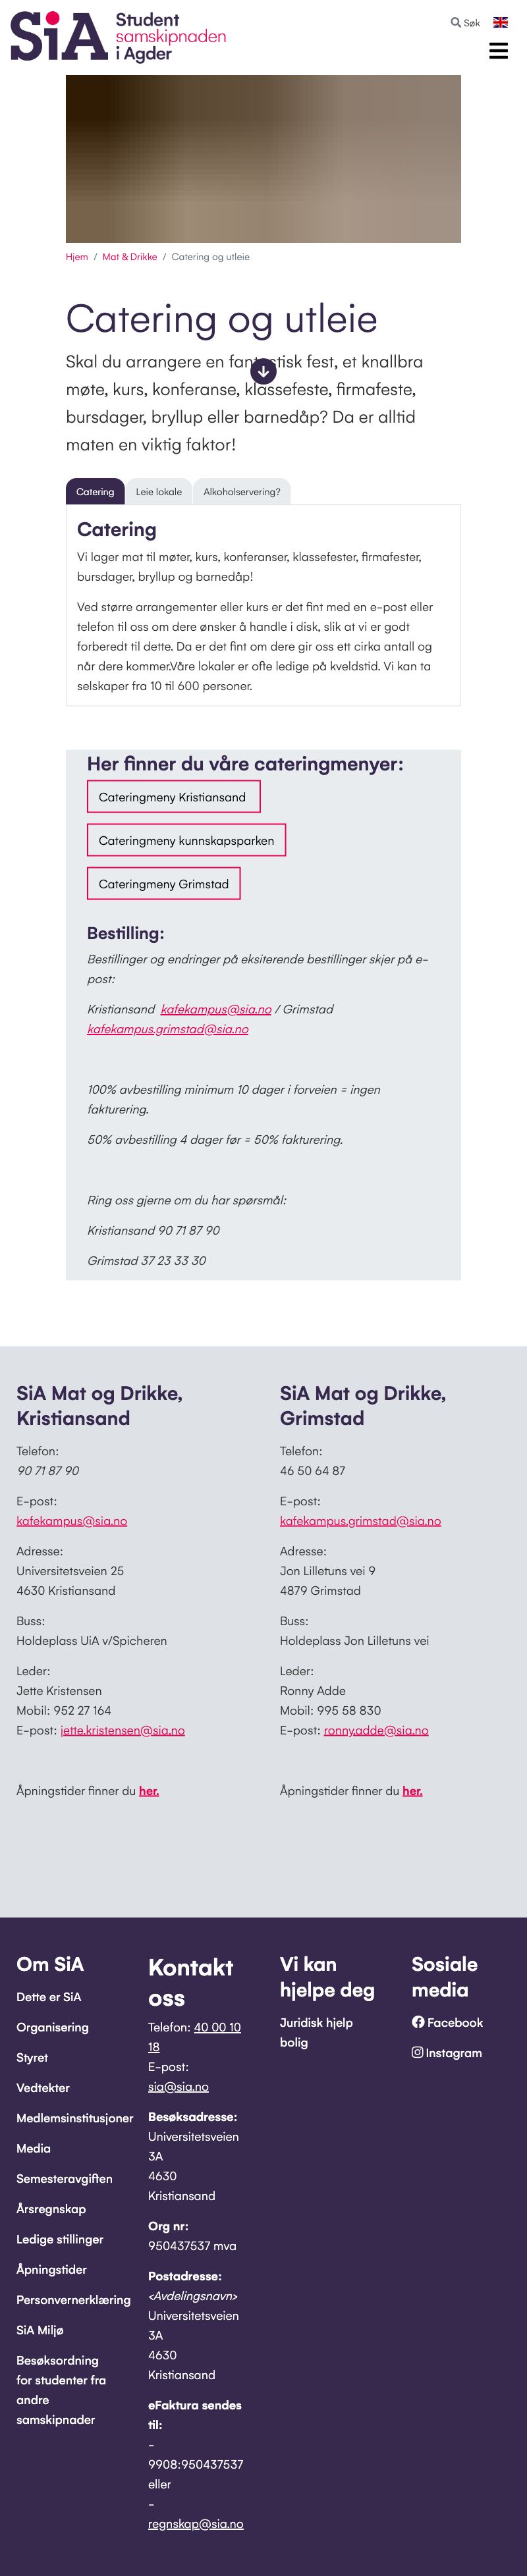 SiA Student
samskipnaden
i Agder
Søk
Hjem / Mat & Drikke / Catering og utleie
Catering og utleie
Skal du arrangere en fantastisk fest, et knallbra
møte, kurs, konferanse, klassefeste, firmafeste,
bursdager, bryllup eller barnedåp? Da er alltid
maten en viktig faktor!
Catering
Leie lokale
Alkoholservering?
Catering
Vi lager mat til møter, kurs, konferanser, klassefester, firmafester,
bursdager, bryllup og barnedåp!
Ved større arrangementer eller kurs er det fint med en e-post eller
telefon til oss om dere ønsker å handle i disk, slik at vi er godt
forberedt til dette. Da er det fint om dere gir oss ett cirka antall og
når dere kommer.Våre lokaler er ofte ledige på kveldstid. Vi kan ta
selskaper fra 10 til 600 personer.
Her finner du våre cateringmenyer:
Cateringmeny Kristiansand
Cateringmeny kunnskapsparken
Cateringmeny Grimstad
Bestilling:
Bestillinger og endringer på eksiterende bestillinger skjer på e-
post:
Kristiansand kafekampus@sia.no / Grimstad
kafekampus.grimstad@sia.no
100% avbestilling minimum 10 dager i forveien = ingen
fakturering.
50% avbestilling 4 dager før = 50% fakturering.
Ring oss gjerne om du har spørsmål:
Kristiansand 90 71 87 90
Grimstad 37 23 33 30
SiA Mat og Drikke,
Kristiansand
Telefon:
90 71 87 90
E-post:
kafekampus@sia.no
Adresse:
Universitetsveien 25
4630 Kristiansand
Buss:
Holdeplass UiA v/Spicheren
Leder:
Jette Kristensen
Mobil: 952 27 164
E-post: jette.kristensen@sia.no
Åpningstider finner du her.
SiA Mat og Drikke,
Grimstad
Telefon:
46 50 64 87
E-post:
kafekampus.grimstad@sia.no
Adresse:
Jon Lilletuns vei 9
4879 Grimstad
Buss:
Holdeplass Jon Lilletuns vei
Leder:
Ronny Adde
Mobil: 995 58 830
E-post: ronny.adde@sia.no
Åpningstider finner du her.
Om SiA
Dette er SiA
Organisering
Styret
Vedtekter
Medlemsinstitusjoner
Media
Semesteravgiften
Årsregnskap
Ledige stillinger
Åpningstider
Personvernerklæring
SiA Miljø
Besøksordning
for studenter fra
andre
samskipnader
Kontakt
oss
Telefon: 40 00 10
18
E-post:
sia@sia.no
Besøksadresse:
Universitetsveien
3A
4630
Kristiansand
Org nr:
950437537 mva
Postadresse:
<Avdelingsnavn>
Universitetsveien
3A
4630
Kristiansand
eFaktura sendes
til:
-
9908:950437537
eller
-
regnskap@sia.no
Vi kan
hjelpe deg
Juridisk hjelp
bolig
Sosiale
media
Facebook
Instagram